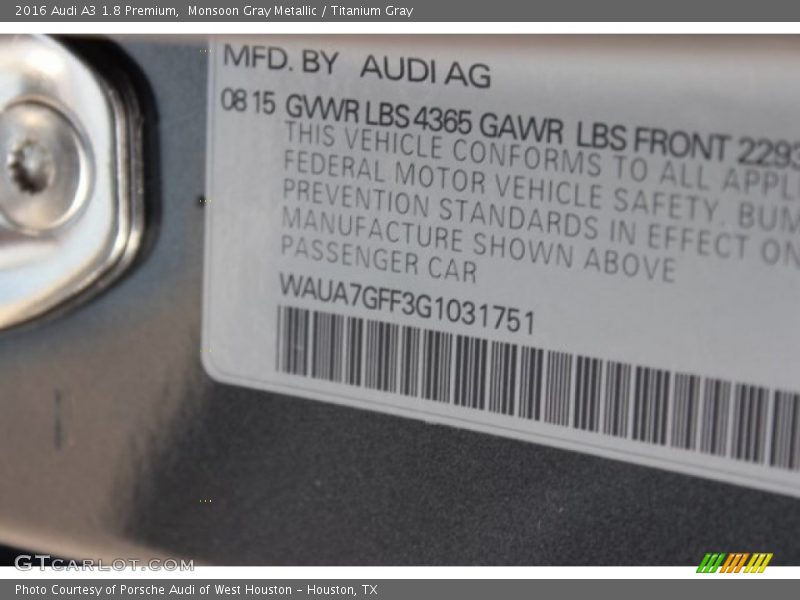 2016 Audi A3 1.8 Premium,  Monsoon Gray Metallic / Titanium Gray
MFD. BY AUDI AG
08 15 GVWR LBS 4365 GAWR LBS FRONT 2293
THIS VEHICLE CONFORMS TO ALL APPLI
FEDERAL MOTOR VEHICLE SAFETY, BUM
PREVENTION STANDARDS IN EFFECT ON
MANUFACTURE SHOWN ABOVE
PASSENGER CAR
WAUA7GFF3G1031751
GTCARLOT.COM
Photo Courtesy of Porsche Audi of West Houston – Houston, TX